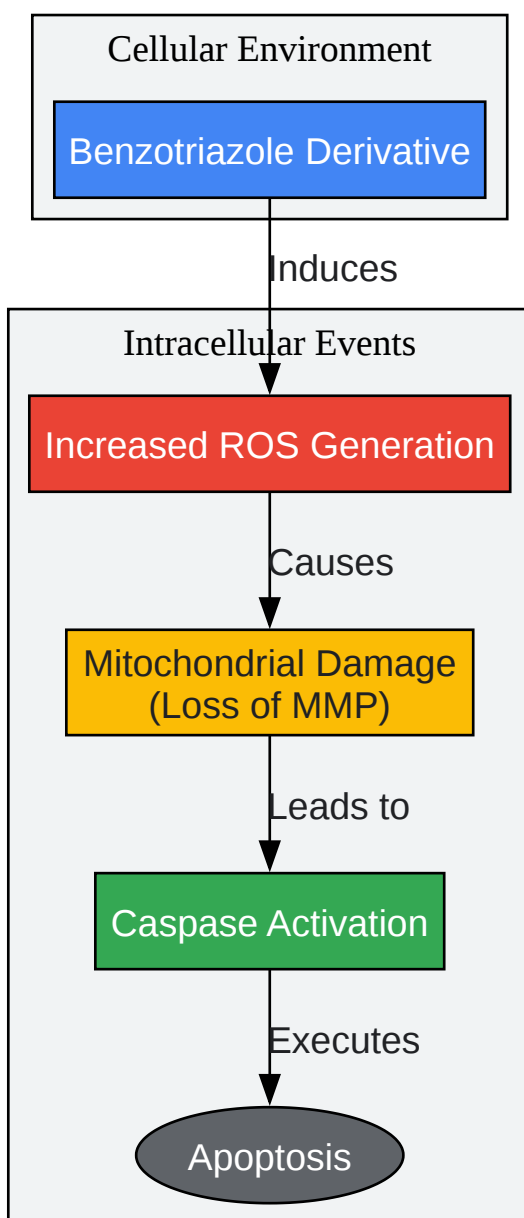 Cellular Environment
Benzotriazole Derivative
Induces
Intracellular Events
Increased ROS Generation
Causes
Mitochondrial Damage
(Loss of MMP)
Leads to
Caspase Activation
Executes
Apoptosis